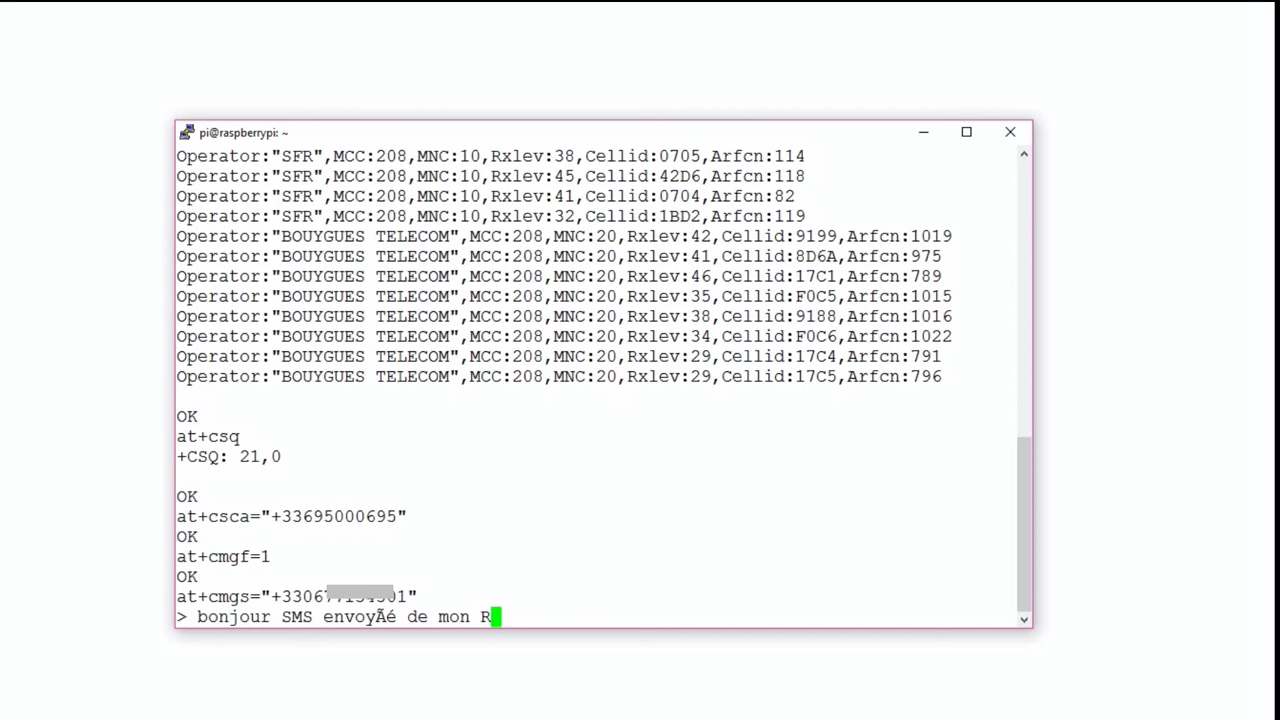 pi@raspberrypi: ~
Operator:"SFR",MCC:208,MNC:10,Rxlev:38,Cellid:0705,Arfcn:114
Operator:"SFR",MCC:208,MNC:10,Rxlev:45,Cellid:42D6,Arfcn:118
Operator:"SFR",MCC:208,MNC:10,Rxlev:41,Cellid:0704,Arfcn:82
Operator:"SFR",MCC:208,MNC:10,Rxlev:32,Cellid:1BD2,Arfcn:119
Operator:"BOUYGUES TELECOM",MCC:208,MNC:20,Rxlev:42,Cellid:9199,Arfcn:1019
Operator:"BOUYGUES TELECOM",MCC:208,MNC:20,Rxlev:41,Cellid:8D6A,Arfcn:975
Operator:"BOUYGUES TELECOM",MCC:208,MNC:20,Rxlev:46,Cellid:17C1,Arfcn:789
Operator:"BOUYGUES TELECOM",MCC:208,MNC:20,Rxlev:35,Cellid:F0C5,Arfcn:1015
Operator:"BOUYGUES TELECOM",MCC:208,MNC:20,Rxlev:38,Cellid:9188,Arfcn:1016
Operator:"BOUYGUES TELECOM",MCC:208,MNC:20,Rxlev:34,Cellid:F0C6,Arfcn:1022
Operator:"BOUYGUES TELECOM",MCC:208,MNC:20,Rxlev:29,Cellid:17C4,Arfcn:791
Operator:"BOUYGUES TELECOM",MCC:208,MNC:20,Rxlev:29,Cellid:17C5,Arfcn:796
OK
at+csq
+CSQ: 21,0
OK
at+csca="+33695000695"
OK
at+cmgf=1
OK
> bonjour SMS envoyÃé de mon R